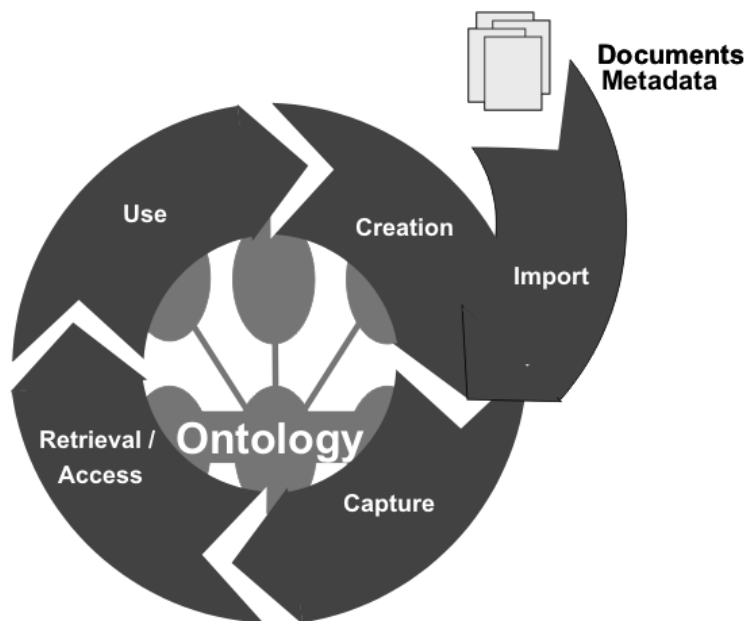 Documents
Metadata
Use
Creation
Import
Retrieval /
Access
Ontology
Capture